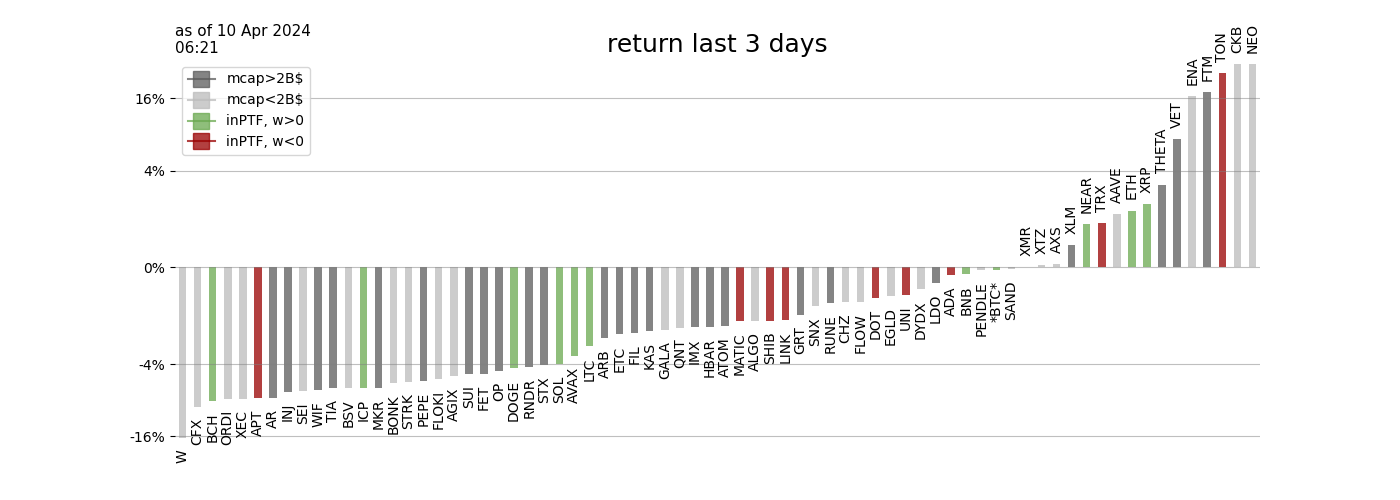 as of 10 Apr 2024
06:21
return last 3 days
mcap>2B$
mcap<2B$
inPTF, w>0
inPTF, w<0
16%
4%
0%
-4%
-16%
W
CFX
BCH
ORDI
XEC
APT
AR
INJ
SEI
WIF
TIA
BSV
ICP
MKR
BONK
STRK
PEPE
FLOKI
AGIX
SUI
FET
OP
DOGE
RNDR
STX
SOL
AVAX
LTC
ARB
ETC
FIL
KAS
GALA
QNT
IMX
HBAR
ATOM
MATIC
ALGO
SHIB
LINK
GRT
SNX
RUNE
CHZ
FLOW
DOT
EGLD
UNI
DYDX
LDO
ADA
BNB
PENDLE
*BTC*
SAND
XMR
XTZ
AXS
XLM
NEAR
TRX
AAVE
ETH
XRP
THETA
VET
ENA
FTM
TON
CKB
NEO